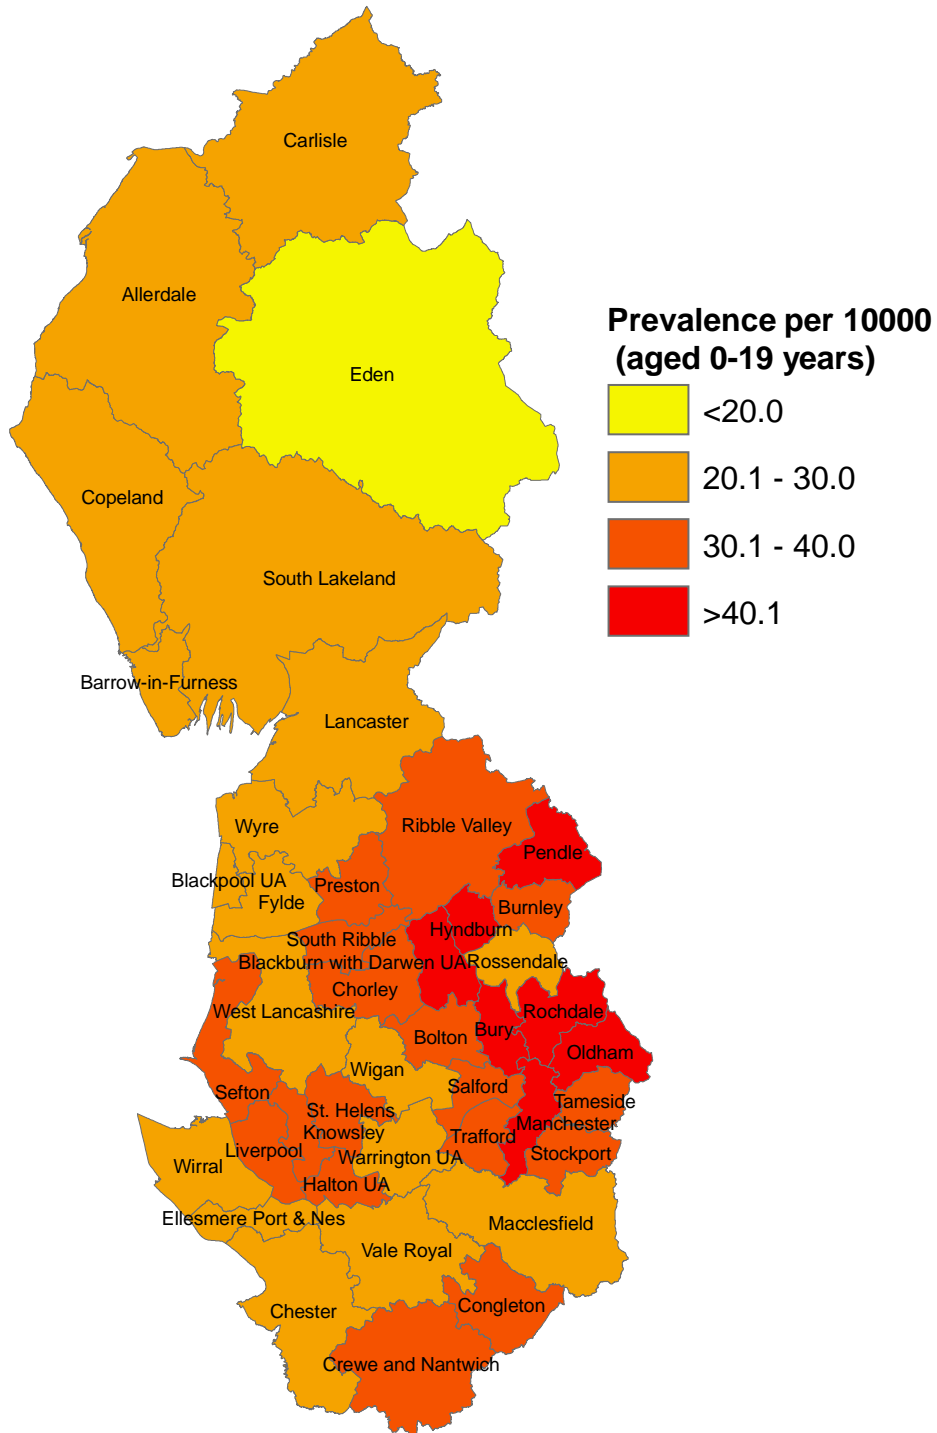 Carlisle
Allerdale
Prevalence per 10000
(aged 0-19 years)
Eden
<20.0
20.1 - 30.0
Copeland
30.1 - 40.0
South Lakeland
>40.1
Barrow-in-Furness
Lancaster
Wyre
Ribble Valley
Pendle
Blackpool UA
Preston
Fylde
Burnley
Hyndburn
South Ribble
Blackburn with Darwen UA
Rossendale
Chorley
West Lancashire
Rochdale
Bury
Bolton
Oldham
Wigan
Salford
Sefton
Tameside
St. Helens
Manchester
Knowsley
Trafford
Liverpool
Stockport
Warrington UA
Wirral
Halton UA
Ellesmere Port & Nes
Macclesfield
Vale Royal
Congleton
Chester
Crewe and Nantwich